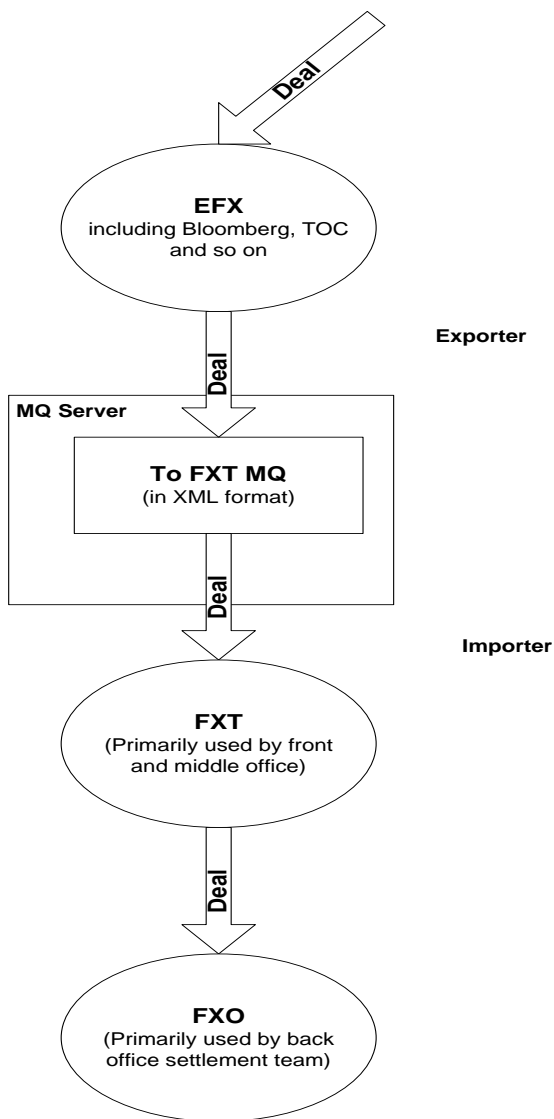 Deal
EFX
including Bloomberg, TOC
and so on
Exporter
Deal
MQ Server
To FXT MQ
(in XML format)
Deal
Importer
FXT
(Primarily used by front
and middle office)
Deal
FXO
(Primarily used by back
office settlement team)